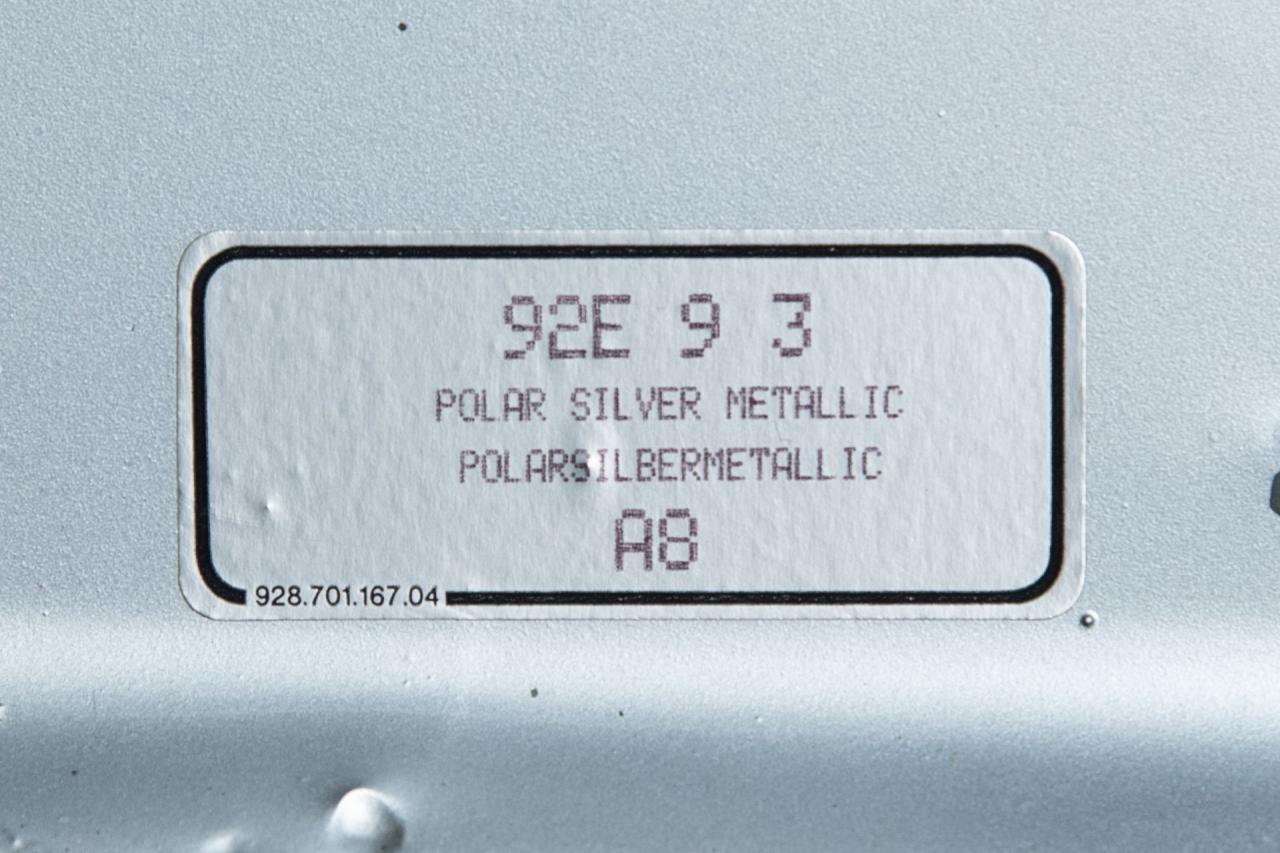 92E 9 3
POLAR SILVER METALLIC
POLARSILBERMETALLIC
A8
928.701.167.04